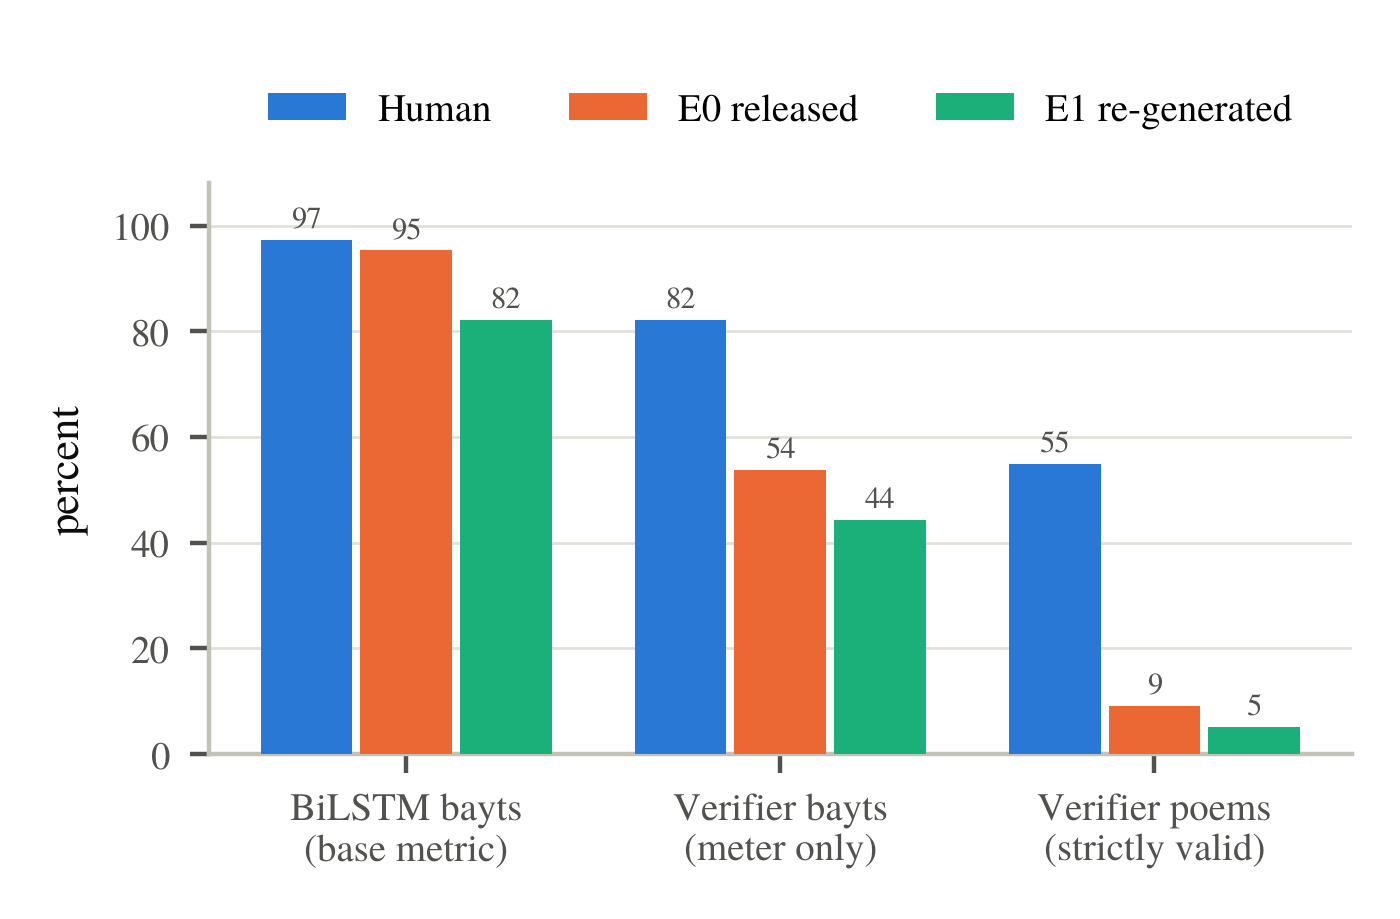 Human E0 released E1 re-generated
97 95 82 82 54 44 55 9 5
100
80
60
40
20
0
percent
BiLSTM bayts
(base metric)
Verifier bayts
(meter only)
Verifier poems
(strictly valid)